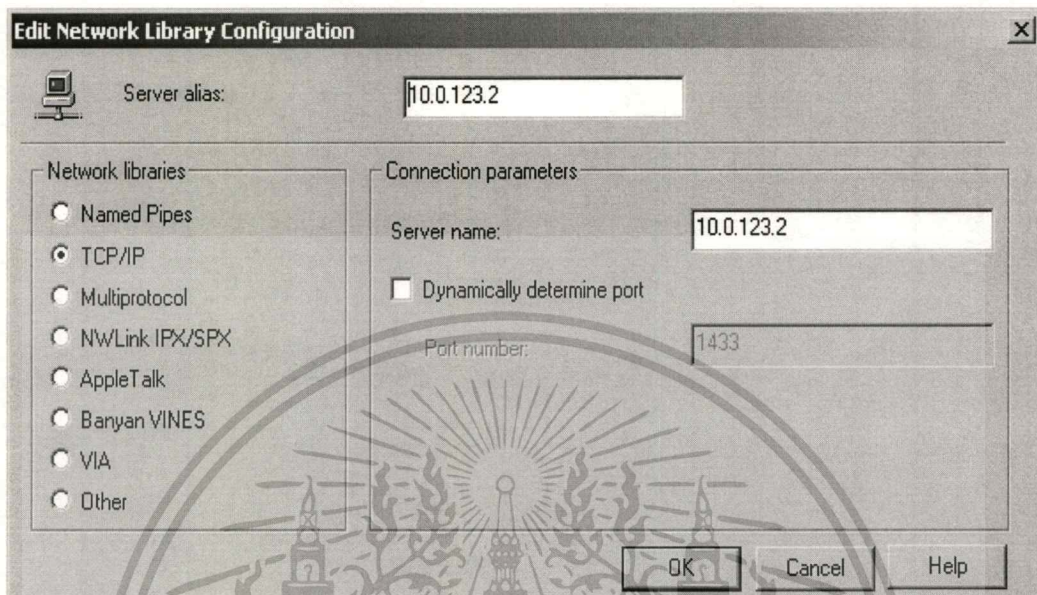 Edit Network Library Configuration
Server alias:
10.0.123.2
Network libraries
Named Pipes
TCP/IP
Multiprotocol
NWLink IPX/SPX
AppleTalk
Banyan VINES
VIA
Other
Connection parameters
Server name:
10.0.123.2
Dynamically determine port
Port number:
1433
OK
Cancel
Help